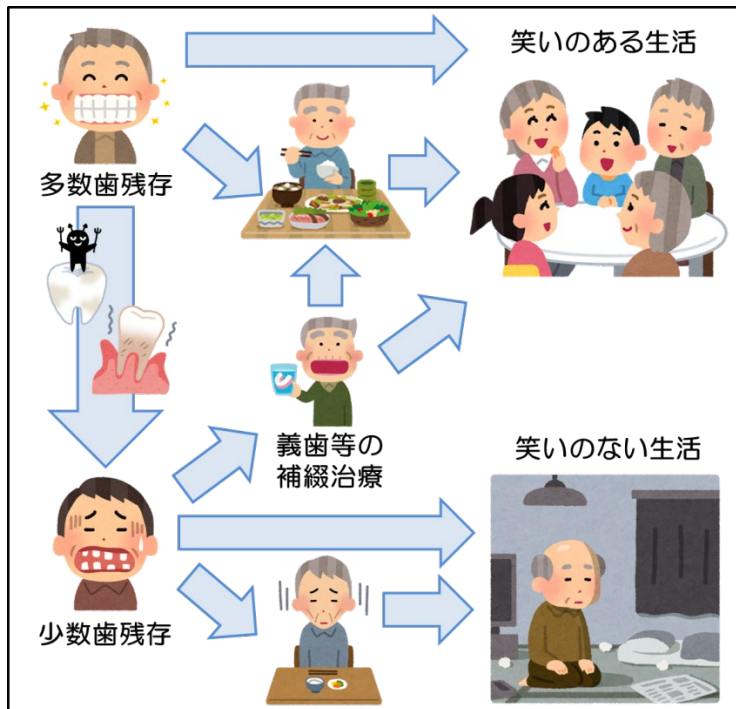 笑いのある生活
多数歯残存
義歯等の
補綴治療
笑いのない生活
少数歯残存